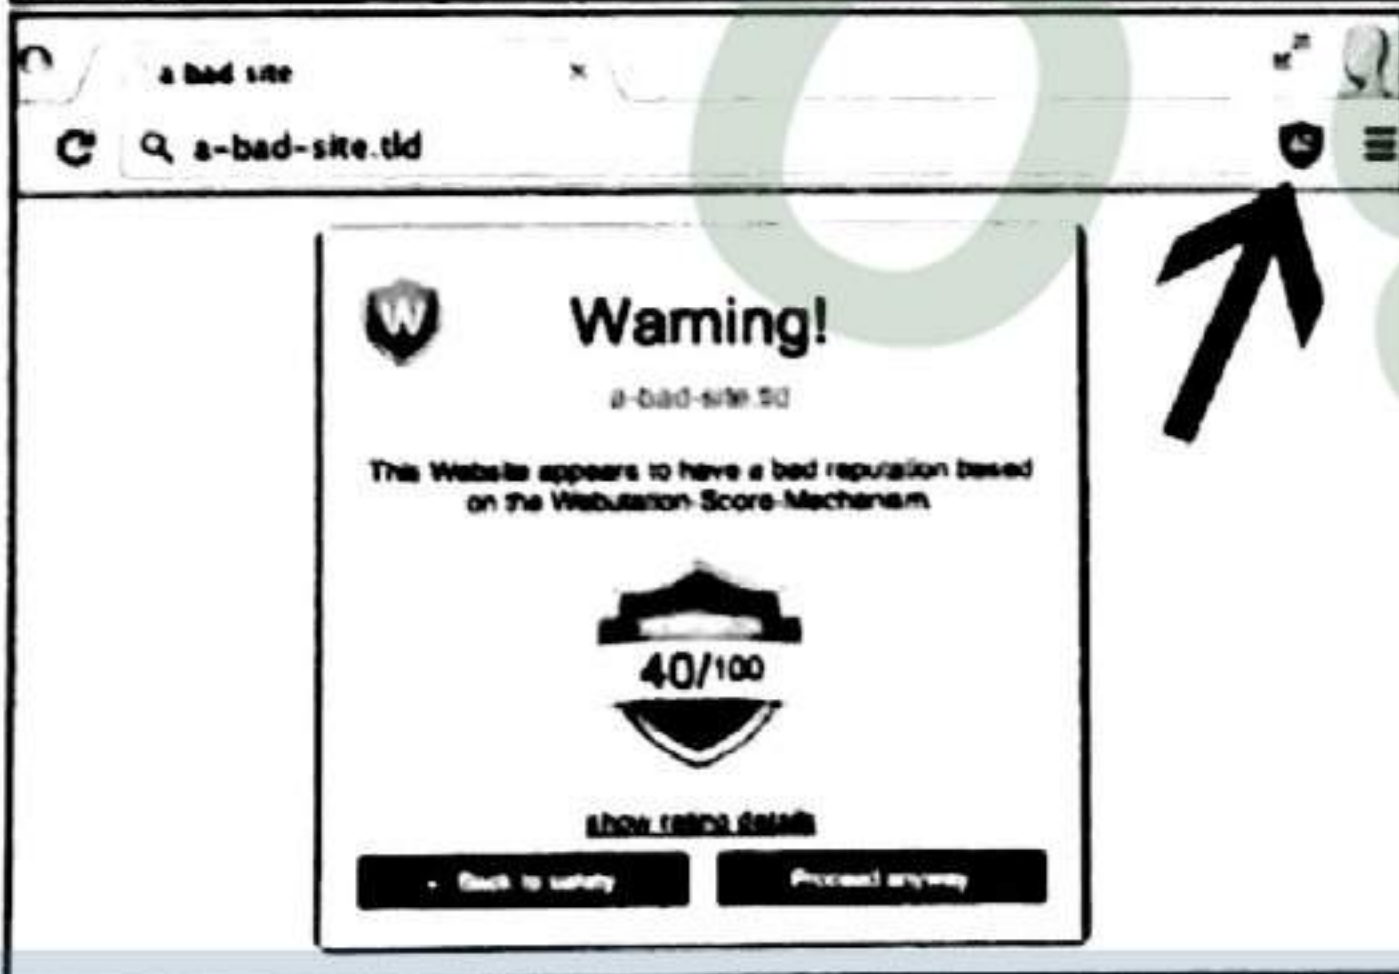 a bad site ×
a-bad-site.tld
W
Warning!
a-bad-site.tld
This Website appears to have a bad reputation based
on the Webutation-Score-Mechanism
40/100
show rating details
Back to safety
Proceed anyway